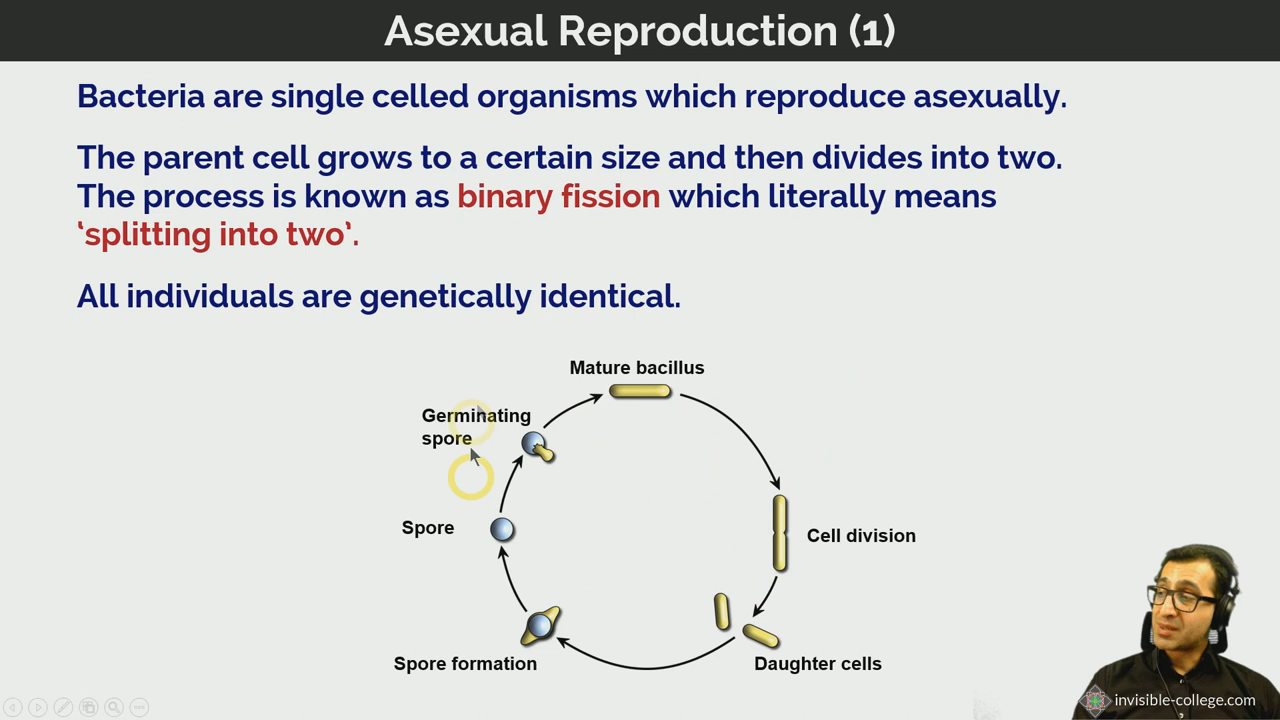 Asexual Reproduction (1)
Bacteria are single celled organisms which reproduce asexually.
The parent cell grows to a certain size and then divides into two.
The process is known as binary fission which literally means
‘splitting into two’.
All individuals are genetically identical.
Mature bacillus
Germinating
spore
Spore
Cell division
Spore formation
Daughter cells
invisible-college.com